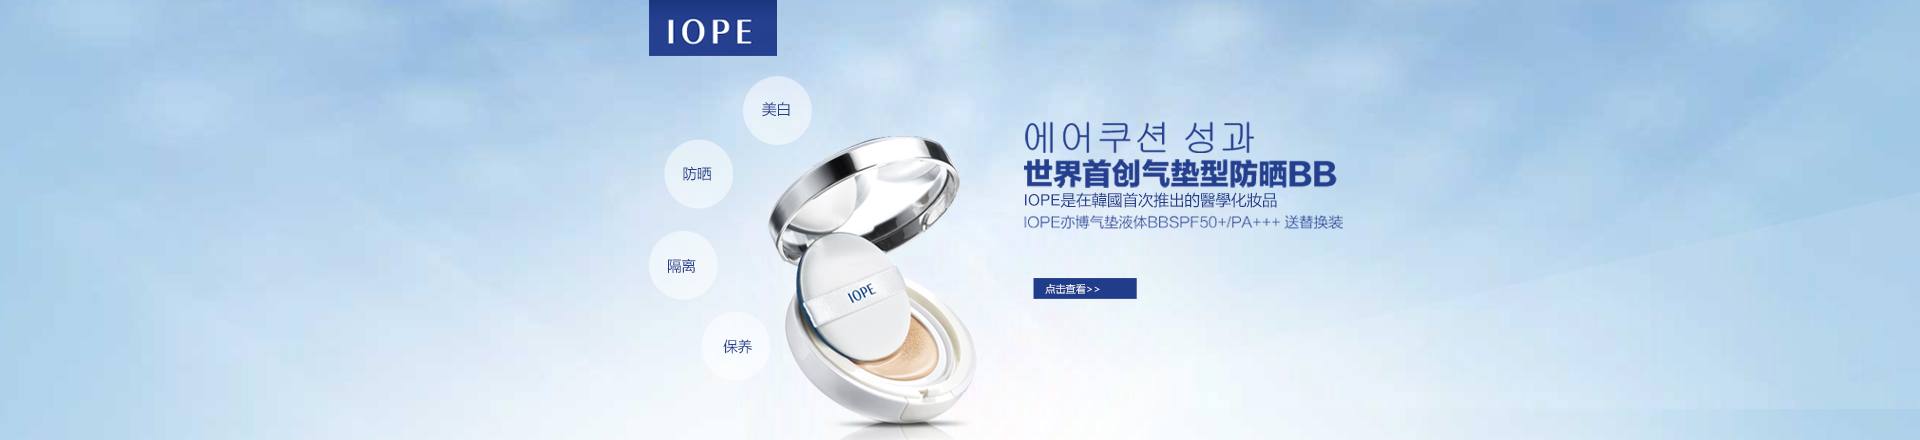 IOPE
美白
防晒
隔离
保养
IOPE
에어쿠션 성과
世界首创气垫型防晒BB
IOPE是在韓國首次推出的醫學化妝品
IOPE亦博气垫液体BBSPF50+/PA+++ 送替换装
点击查看>>